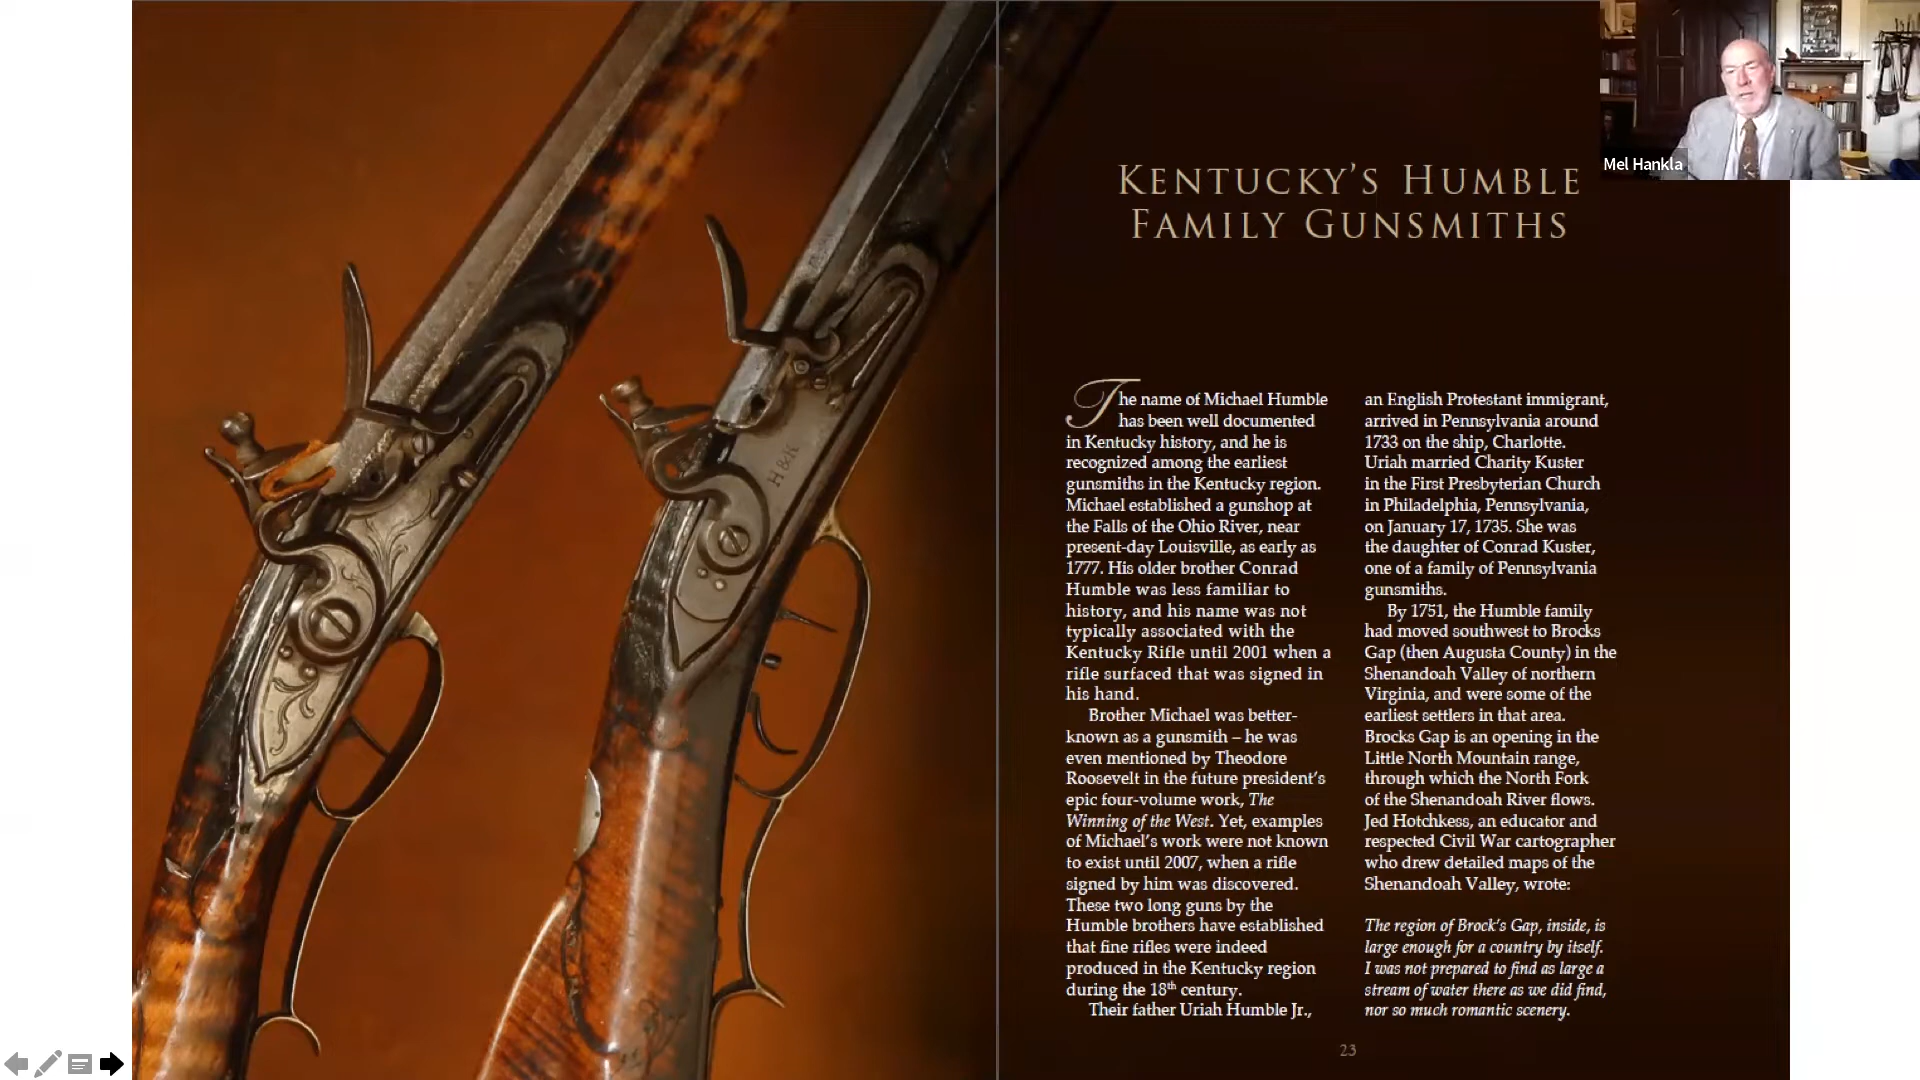 Mel Hankla
KENTUCKY'S HUMBLE
FAMILY GUNSMITHS
The name of Michael Humble
has been well documented
in Kentucky history, and he is
recognized among the earliest
gunsmiths in the Kentucky region.
Michael established a gunshop at
the Falls of the Ohio River, near
present-day Louisville, as early as
1777. His older brother Conrad
Humble was less familiar to
history, and his name was not
typically associated with the
Kentucky Rifle until 2001 when a
rifle surfaced that was signed in
his hand.
Brother Michael was better-
known as a gunsmith – he was
even mentioned by Theodore
Roosevelt in the future president's
epic four-volume work, The
Winning of the West. Yet, examples
of Michael's work were not known
to exist until 2007, when a rifle
signed by him was discovered.
These two long guns by the
Humble brothers have established
that fine rifles were indeed
produced in the Kentucky region
during the 18th century.
Their father Uriah Humble Jr.,
an English Protestant immigrant,
arrived in Pennsylvania around
1733 on the ship, Charlotte.
Uriah married Charity Kuster
in the First Presbyterian Church
in Philadelphia, Pennsylvania,
on January 17, 1735. She was
the daughter of Conrad Kuster,
one of a family of Pennsylvania
gunsmiths.
By 1751, the Humble family
had moved southwest to Brocks
Gap (then Augusta County) in the
Shenandoah Valley of northern
Virginia, and were some of the
earliest settlers in that area.
Brocks Gap is an opening in the
Little North Mountain range,
through which the North Fork
of the Shenandoah River flows.
Jed Hotchkess, an educator and
respected Civil War cartographer
who drew detailed maps of the
Shenandoah Valley, wrote:
The region of Brock's Gap, inside, is
large enough for a country by itself.
I was not prepared to find as large a
stream of water there as we did find,
nor so much romantic scenery.
23
H&K